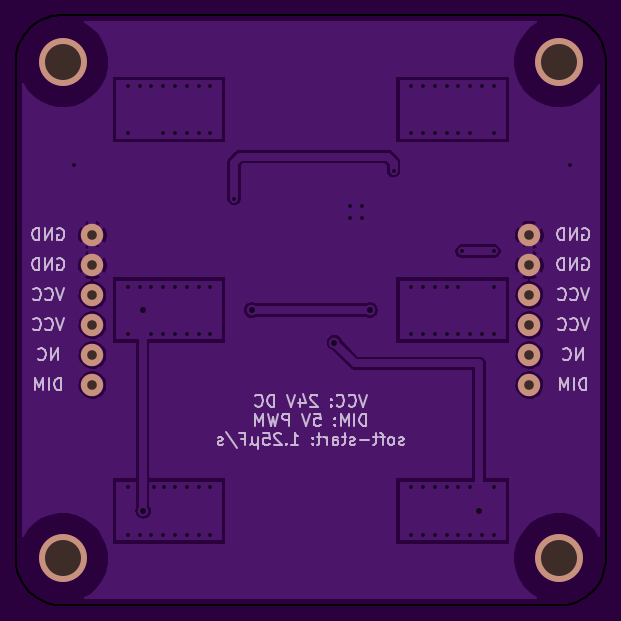 GND
GND
VCC
VCC
NC
DIM
GND
GND
VCC
VCC
NC
DIM
VCC: 24V DC
DIM: 5V PWM
soft-start: 1.25µF/s